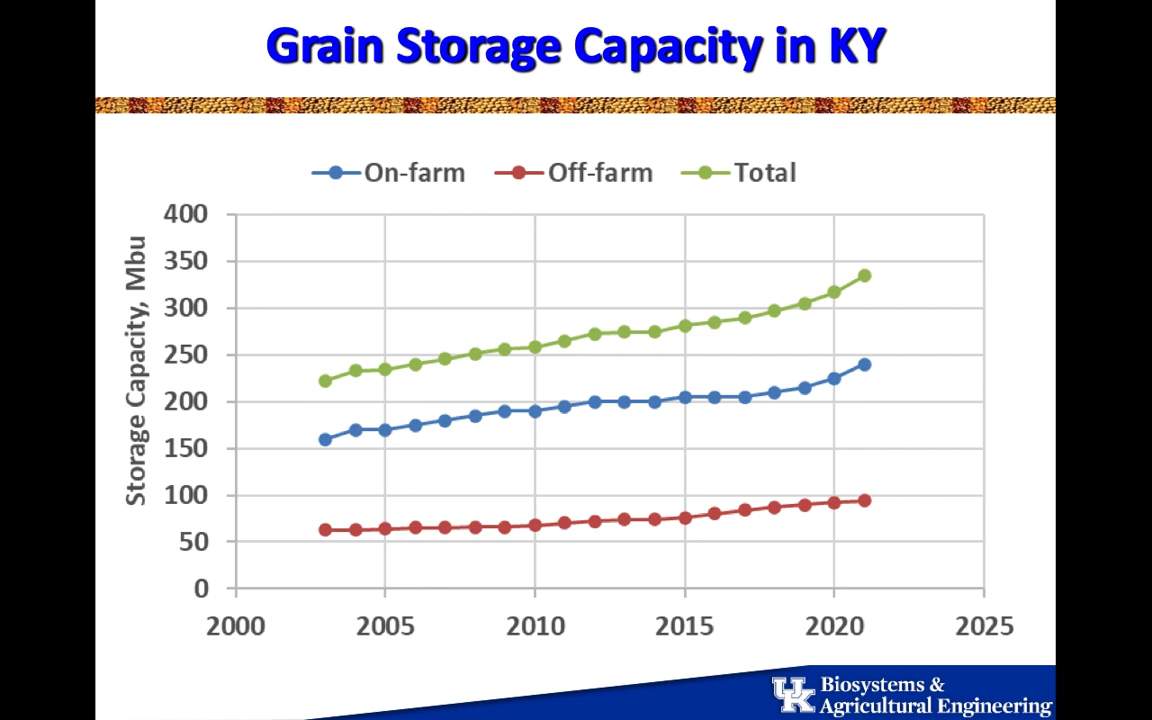 Grain Storage Capacity in KY
On-farm Off-farm Total
Storage Capacity, Mbu
400
350
300
250
200
150
100
50
0
2000 2005 2010 2015 2020 2025
UK Biosystems &
Agricultural Engineering